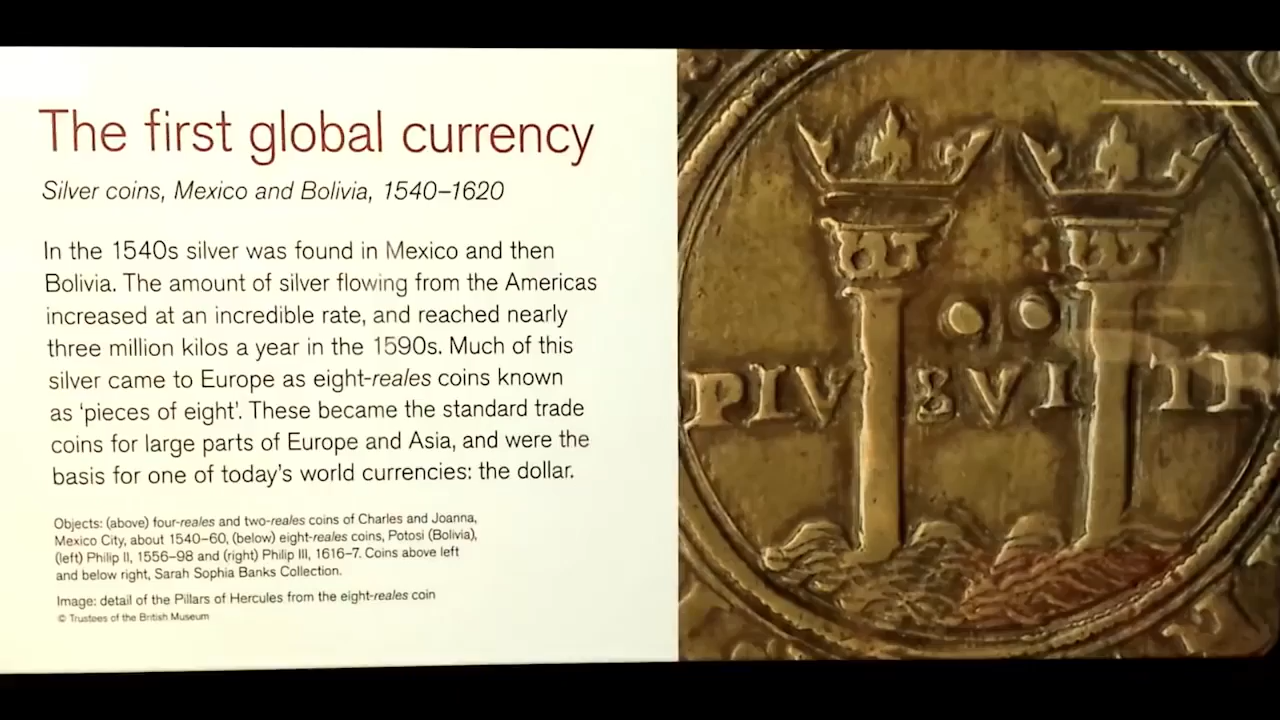 The first global currency
Silver coins, Mexico and Bolivia, 1540–1620
In the 1540s silver was found in Mexico and then
Bolivia. The amount of silver flowing from the Americas
increased at an incredible rate, and reached nearly
three million kilos a year in the 1590s. Much of this
silver came to Europe as eight-reales coins known
as ‘pieces of eight’. These became the standard trade
coins for large parts of Europe and Asia, and were the
basis for one of today’s world currencies: the dollar.
Objects: (above) four-reales and two-reales coins of Charles and Joanna,
Mexico City, about 1540–60, (below) eight-reales coins, Potosi (Bolivia),
(left) Philip II, 1556–98 and (right) Philip III, 1616–7. Coins above left
and below right, Sarah Sophia Banks Collection.
Image: detail of the Pillars of Hercules from the eight-reales coin
© Trustees of the British Museum
PLV SVL TR